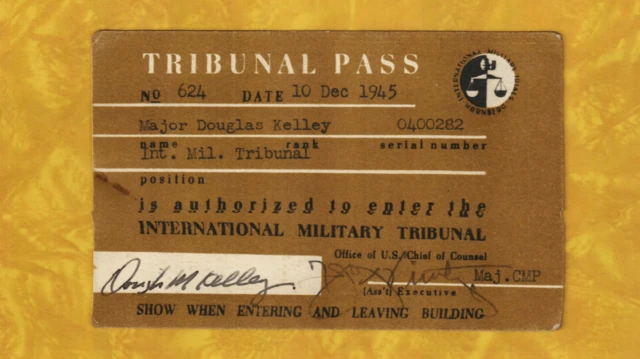 TRIBUNAL PASS
No 624 DATE 10 Dec 1945
Major Douglas Kelley 0400282
name rank serial number
Int. Mil. Tribunal
position
is authorized to enter the
INTERNATIONAL MILITARY TRIBUNAL
Office of U.S. Chief of Counsel
Douglas M Kelley Maj. CMP
(Ass't) Executive
SHOW WHEN ENTERING AND LEAVING BUILDING
INTERNATIONAL MILITARY